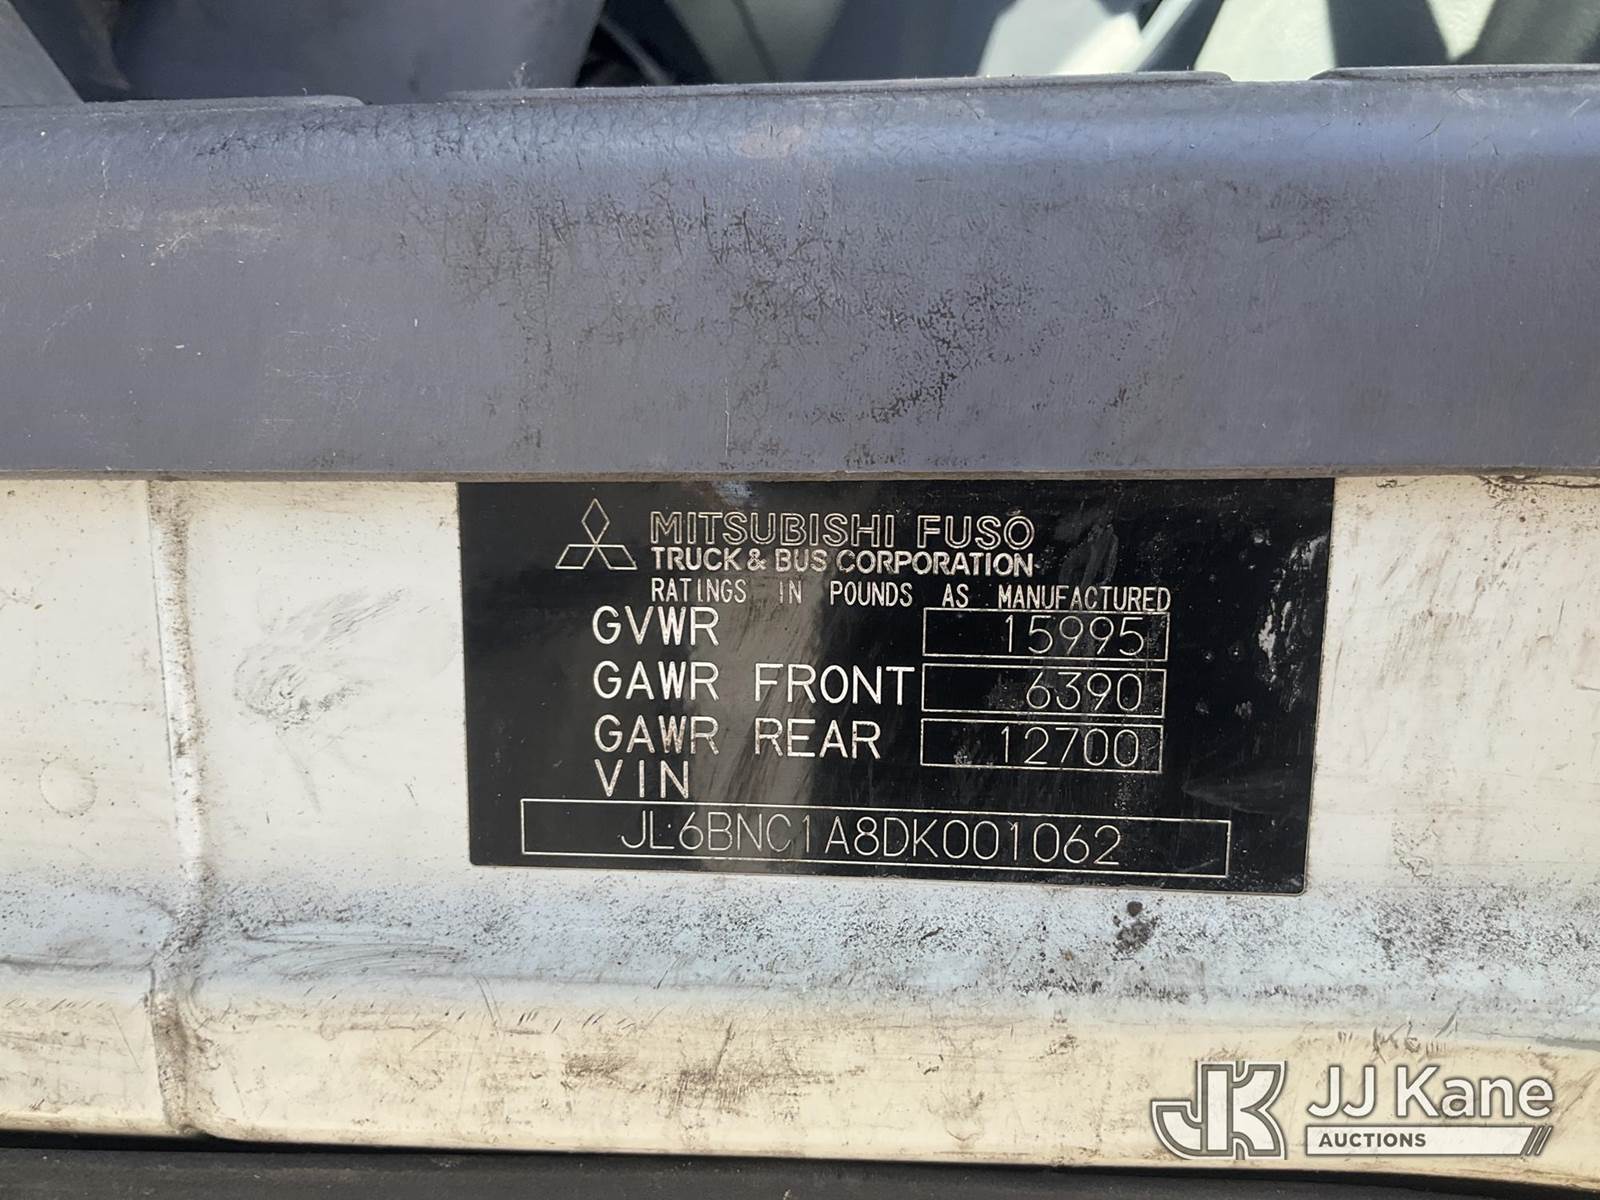 MITSUBISHI FUSO
TRUCK & BUS CORPORATION
RATINGS IN POUNDS AS MANUFACTURED
GVWR 15995
GAWR FRONT 6390
GAWR REAR 12700
VIN
JL6BNC1A8DK001062
JK JJ Kane
AUCTIONS